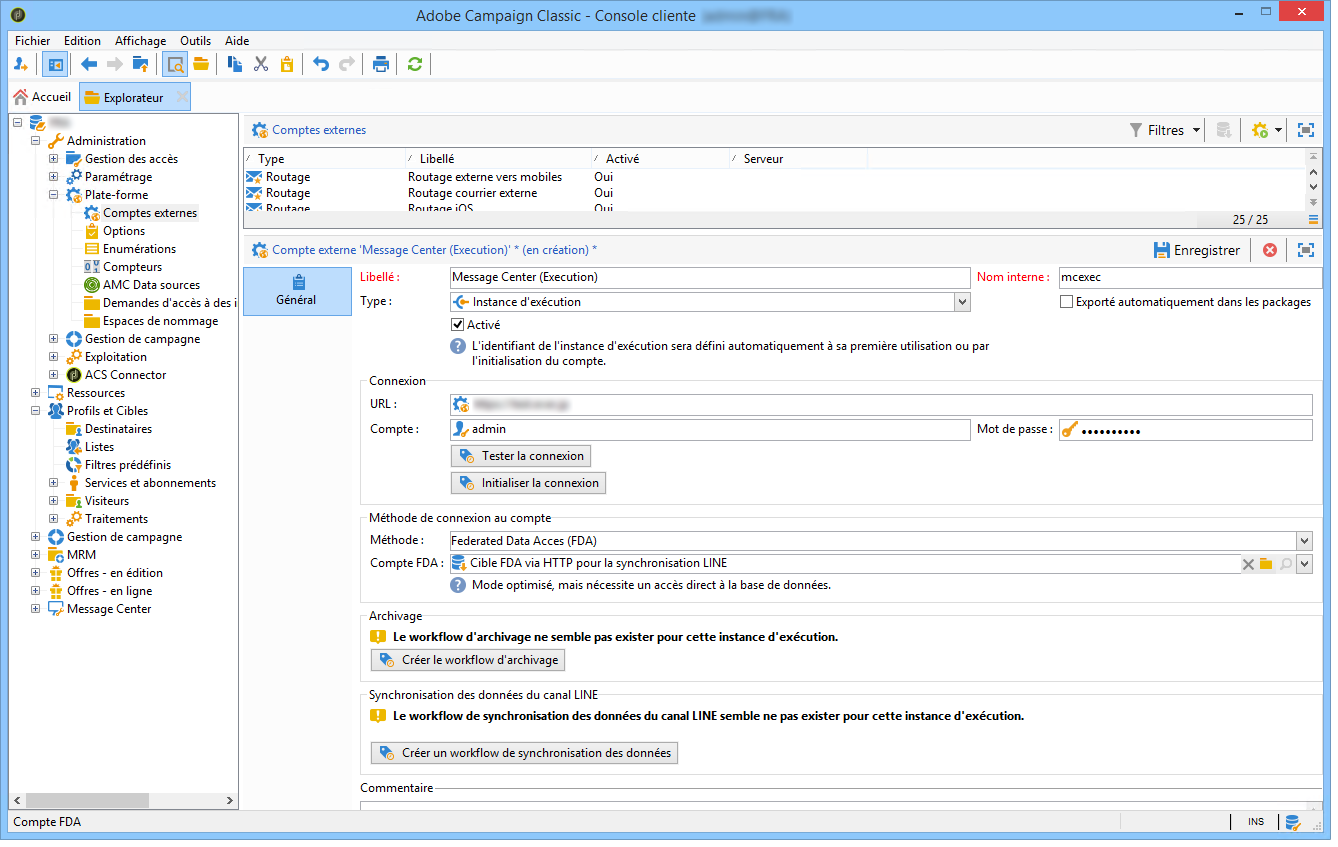 Adobe Campaign Classic - Console cliente
Fichier Edition Affichage Outils Aide
Accueil Explorateur
Administration
Gestion des accès
Paramétrage
Plate-forme
Comptes externes
Options
Enumérations
Compteurs
AMC Data sources
Demandes d'accès à des i
Espaces de nommage
Gestion de campagne
Exploitation
ACS Connector
Ressources
Profils et Cibles
Destinataires
Listes
Filtres prédéfinis
Services et abonnements
Visiteurs
Traitements
Gestion de campagne
MRM
Offres - en édition
Offres - en ligne
Message Center
Comptes externes Filtres
Type Libellé Activé Serveur
Routage Routage externe vers mobiles Oui
Routage Routage courrier externe Oui
Routage Routage iOS Oui
25 / 25
Compte externe 'Message Center (Execution)' * (en création) * Enregistrer
Général
Libellé : Message Center (Execution) Nom interne : mcexec
Type : Instance d'exécution Exporté automatiquement dans les packages
Activé
L'identifiant de l'instance d'exécution sera défini automatiquement à sa première utilisation ou par
l'initialisation du compte.
Connexion
URL :
Compte : admin Mot de passe : ••••••••••
Tester la connexion
Initialiser la connexion
Méthode de connexion au compte
Méthode : Federated Data Acces (FDA)
Compte FDA : Cible FDA via HTTP pour la synchronisation LINE
Mode optimisé, mais nécessite un accès direct à la base de données.
Archivage
Le workflow d'archivage ne semble pas exister pour cette instance d'exécution.
Créer le workflow d'archivage
Synchronisation des données du canal LINE
Le workflow de synchronisation des données du canal LINE semble ne pas exister pour cette instance d'exécution.
Créer un workflow de synchronisation des données
Commentaire
Compte FDA INS